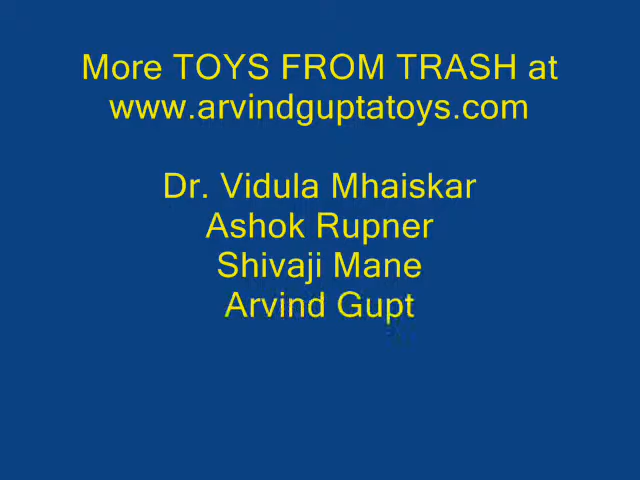 More TOYS FROM TRASH at
www.arvindguptatoys.com
Dr. Vidula Mhaiskar
Ashok Rupner
Shivaji Mane
Arvind Gupt